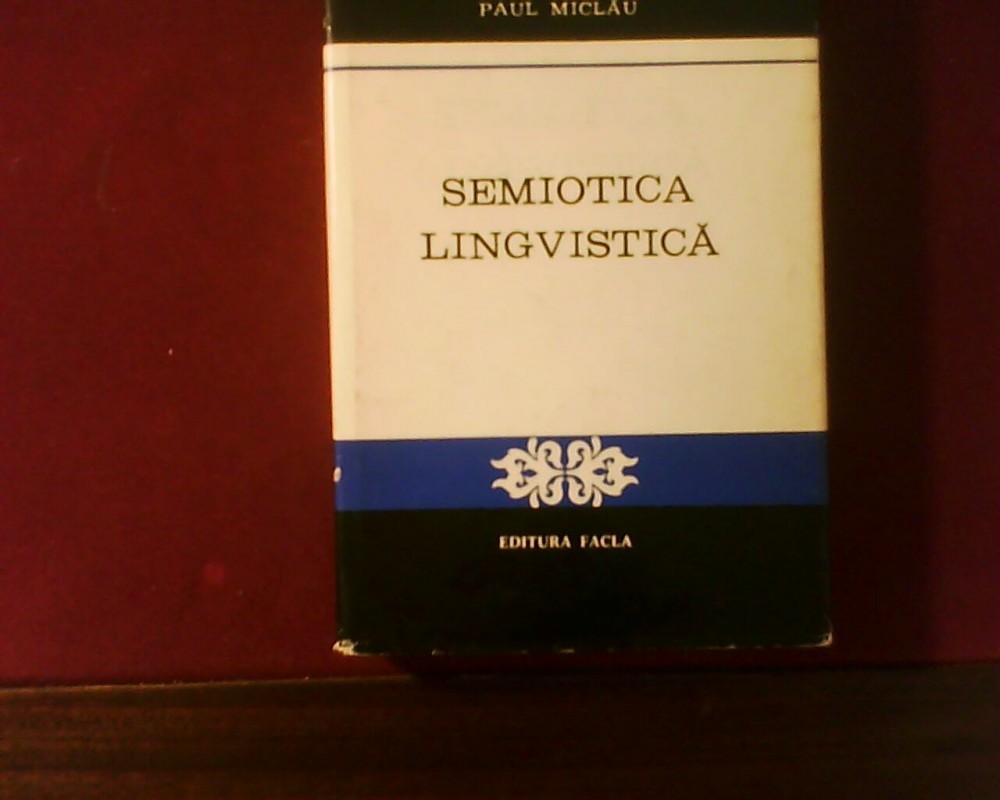 PAUL MICLĂU
SEMIOTICA
LINGVISTICĂ
EDITURA FACLA